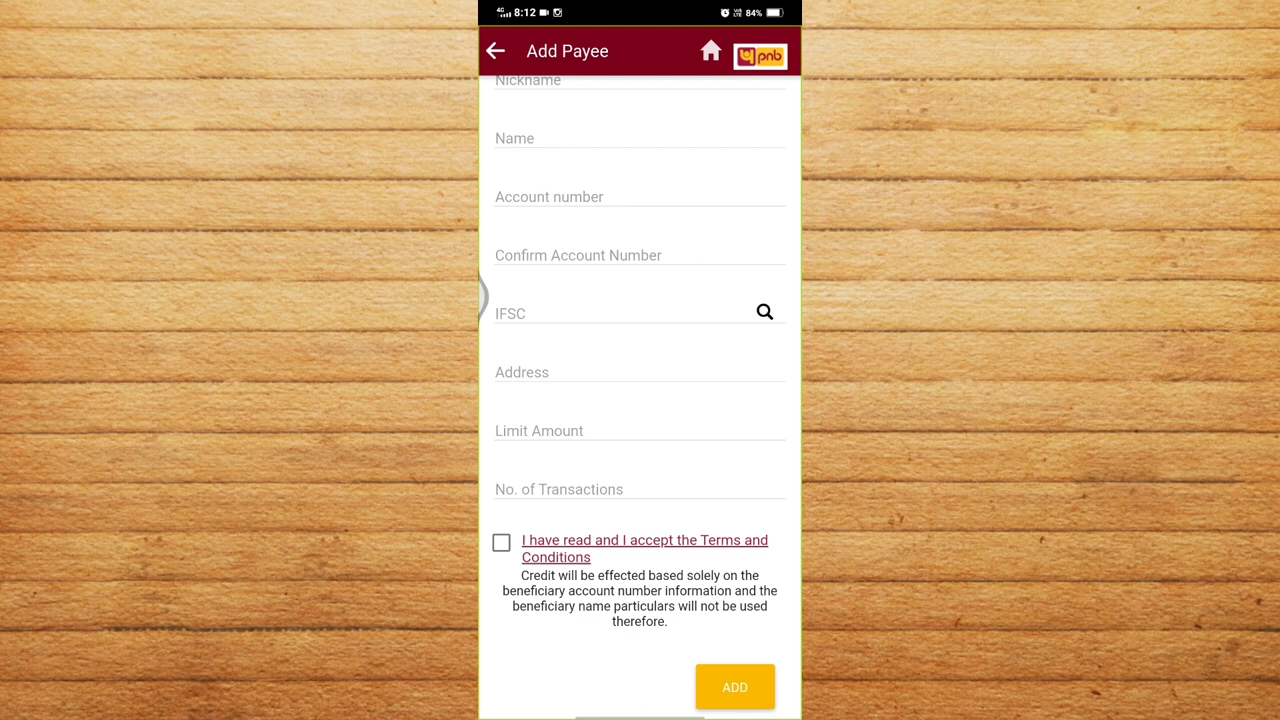 4G 8:12 84%
Add Payee pnb
Nickname
Name
Account number
Confirm Account Number
IFSC
Address
Limit Amount
No. of Transactions
I have read and I accept the Terms and
Conditions
Credit will be effected based solely on the
beneficiary account number information and the
beneficiary name particulars will not be used
therefore.
ADD